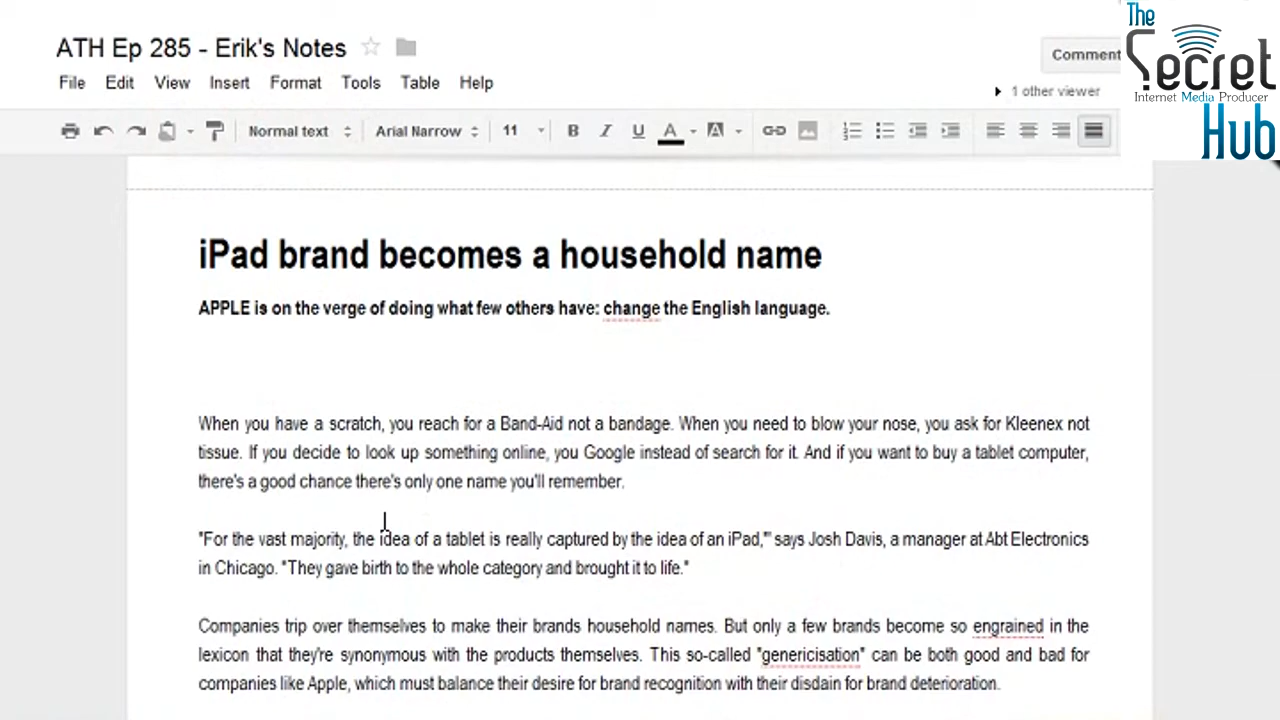 The
Secret
Internet Media Producer
Hub
ATH Ep 285 - Erik's Notes
Comment
File Edit View Insert Format Tools Table Help
1 other viewer
Normal text Arial Narrow 11 B I U A A
iPad brand becomes a household name
APPLE is on the verge of doing what few others have: change the English language.
When you have a scratch, you reach for a Band-Aid not a bandage. When you need to blow your nose, you ask for Kleenex not
tissue. If you decide to look up something online, you Google instead of search for it. And if you want to buy a tablet computer,
there's a good chance there's only one name you'll remember.
"For the vast majority, the idea of a tablet is really captured by the idea of an iPad,'" says Josh Davis, a manager at Abt Electronics
in Chicago. "They gave birth to the whole category and brought it to life."
Companies trip over themselves to make their brands household names. But only a few brands become so engrained in the
lexicon that they're synonymous with the products themselves. This so-called "genericisation" can be both good and bad for
companies like Apple, which must balance their desire for brand recognition with their disdain for brand deterioration.